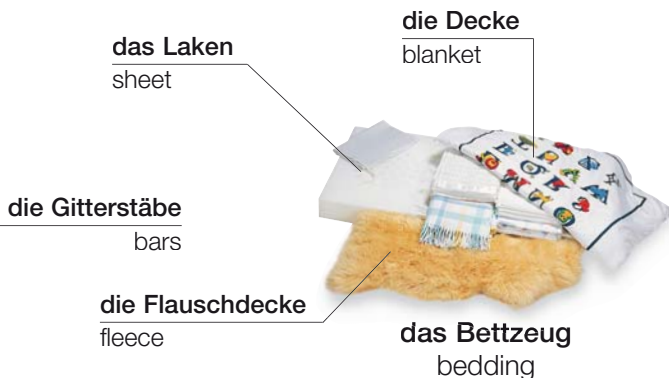 die Decke
blanket
das Laken
sheet
die Gitterstäbe
bars
die Flauschdecke
fleece
das Bettzeug
bedding